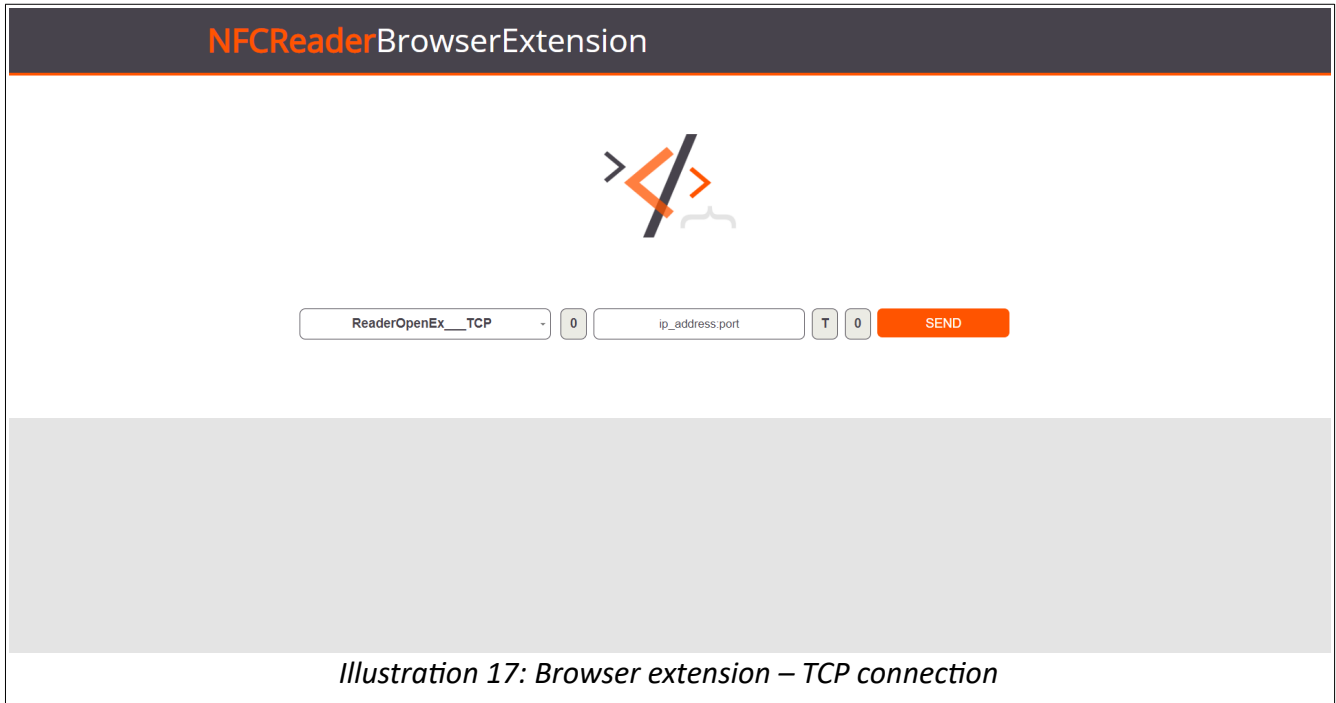 NFCReaderBrowserExtension
ReaderOpenEx___TCP 0 ip_address:port T 0 SEND
Illustration 17: Browser extension – TCP connection